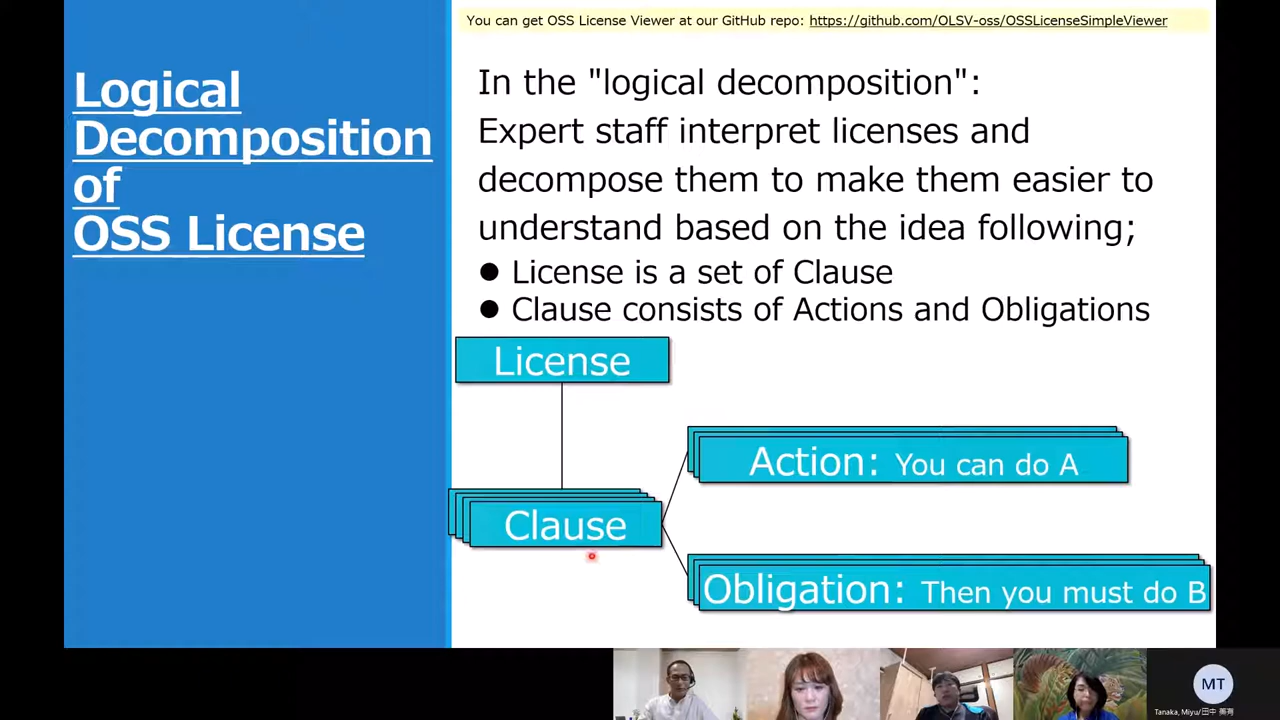 You can get OSS License Viewer at our GitHub repo: https://github.com/OLSV-oss/OSSLicenseSimpleViewer
Logical
Decomposition
of
OSS License
In the "logical decomposition":
Expert staff interpret licenses and
decompose them to make them easier to
understand based on the idea following;
● License is a set of Clause
● Clause consists of Actions and Obligations
License
Action: You can do A
Clause
Obligation: Then you must do B
MT
Tanaka, Miyu/田中